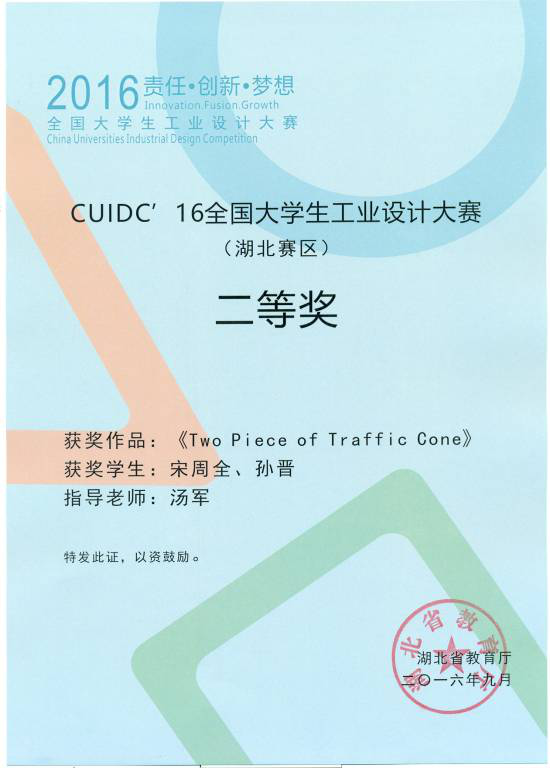 2016 责任·创新·梦想
Innovation.Fusion.Growth
全国大学生工业设计大赛
China Universities Industrial Design Competition
CUIDC' 16全国大学生工业设计大赛
（湖北赛区）
二等奖
获奖作品：《Two Piece of Traffic Cone》
获奖学生：宋周全、孙晋
指导老师：汤军
特发此证，以资鼓励。
湖北省教育厅
湖北省教育厅
二〇一六年九月